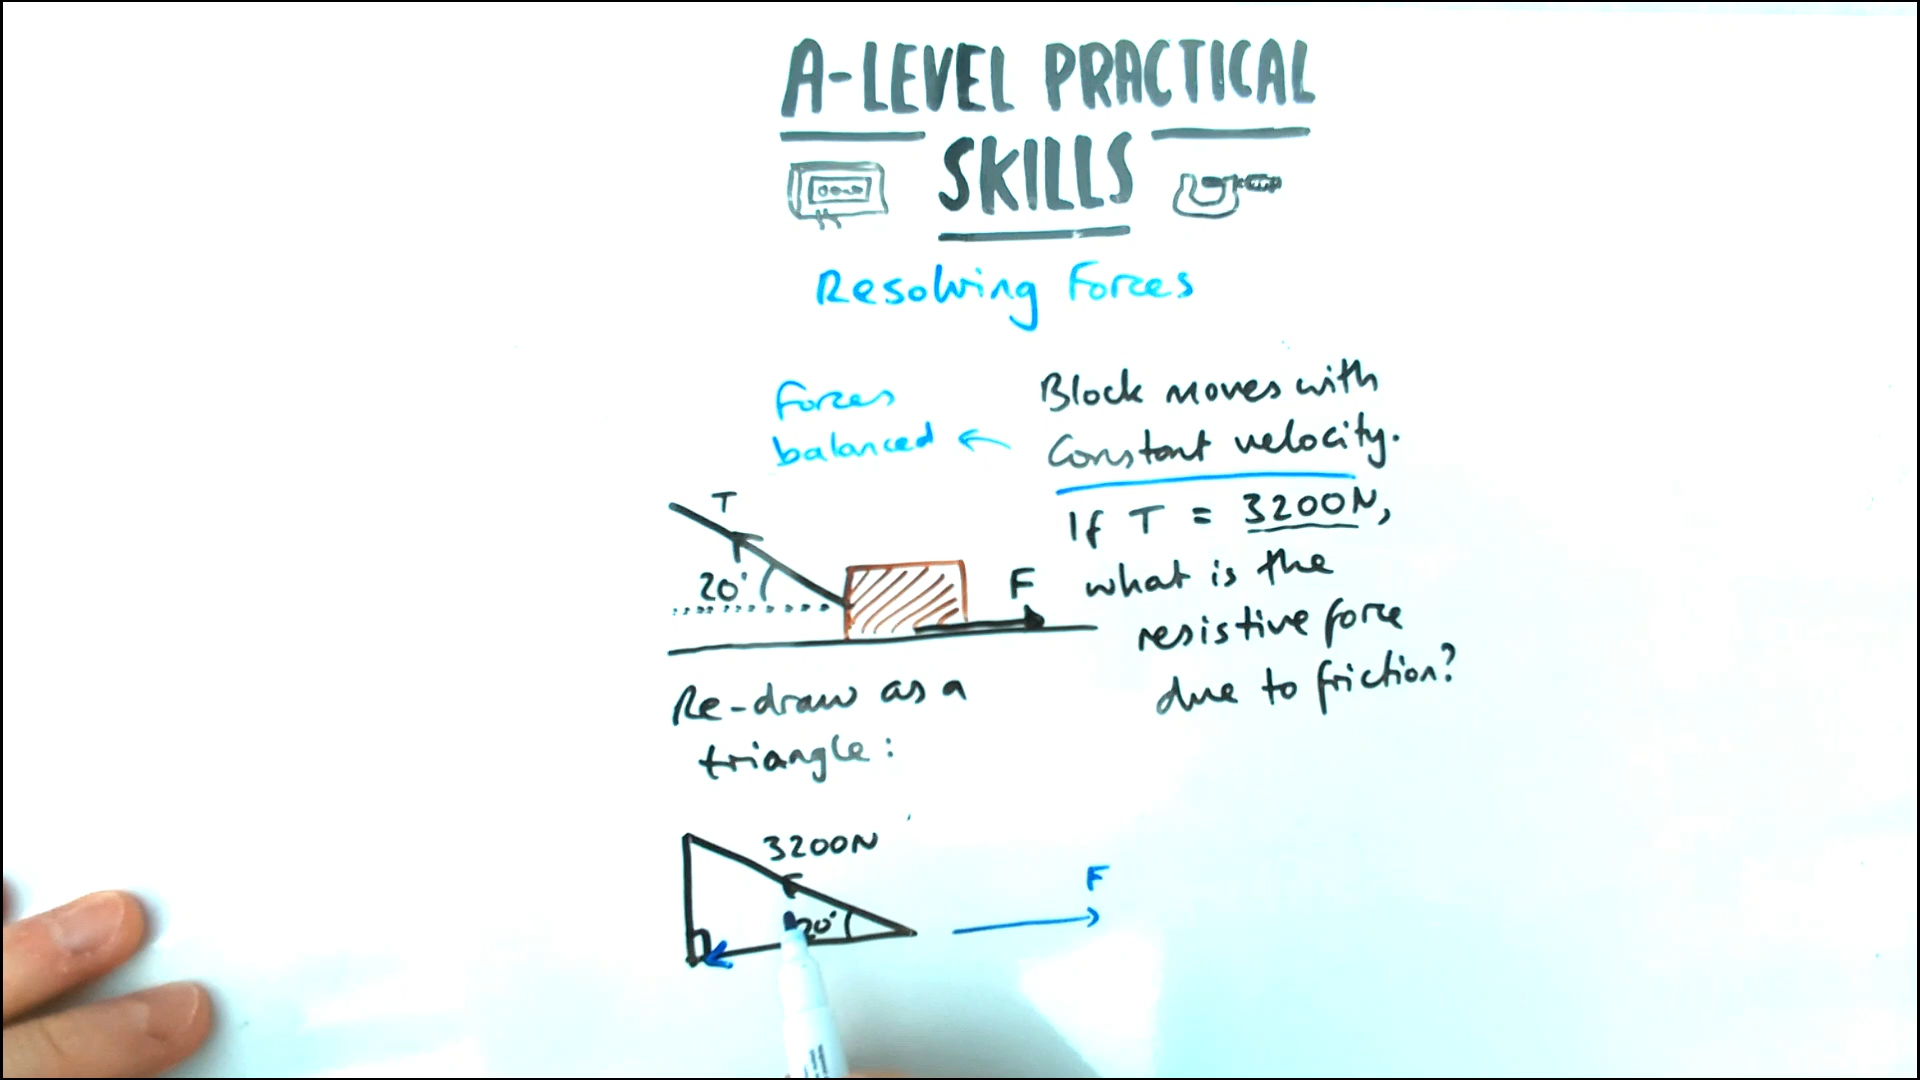 A-LEVEL PRACTICAL
SKILLS
Resolving Forces
Forces
balanced
Block moves with
constant velocity.
If T = 3200N,
what is the
resistive force
due to friction?
T
20°
F
Re-draw as a
triangle:
3200N
20°
F